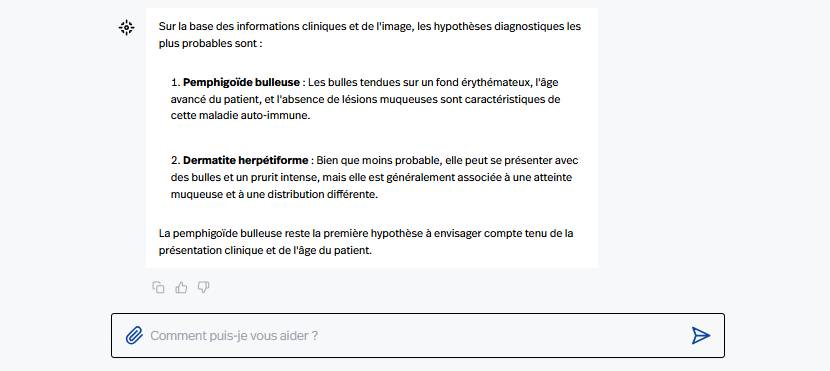 Sur la base des informations cliniques et de l'image, les hypothèses diagnostiques les
plus probables sont :
1. Pemphigoïde bulleuse : Les bulles tendues sur un fond érythémateux, l'âge
avancé du patient, et l'absence de lésions muqueuses sont caractéristiques de
cette maladie auto-immune.
2. Dermatite herpétiforme : Bien que moins probable, elle peut se présenter avec
des bulles et un prurit intense, mais elle est généralement associée à une atteinte
muqueuse et à une distribution différente.
La pemphigoïde bulleuse reste la première hypothèse à envisager compte tenu de la
présentation clinique et de l'âge du patient.
Comment puis-je vous aider ?